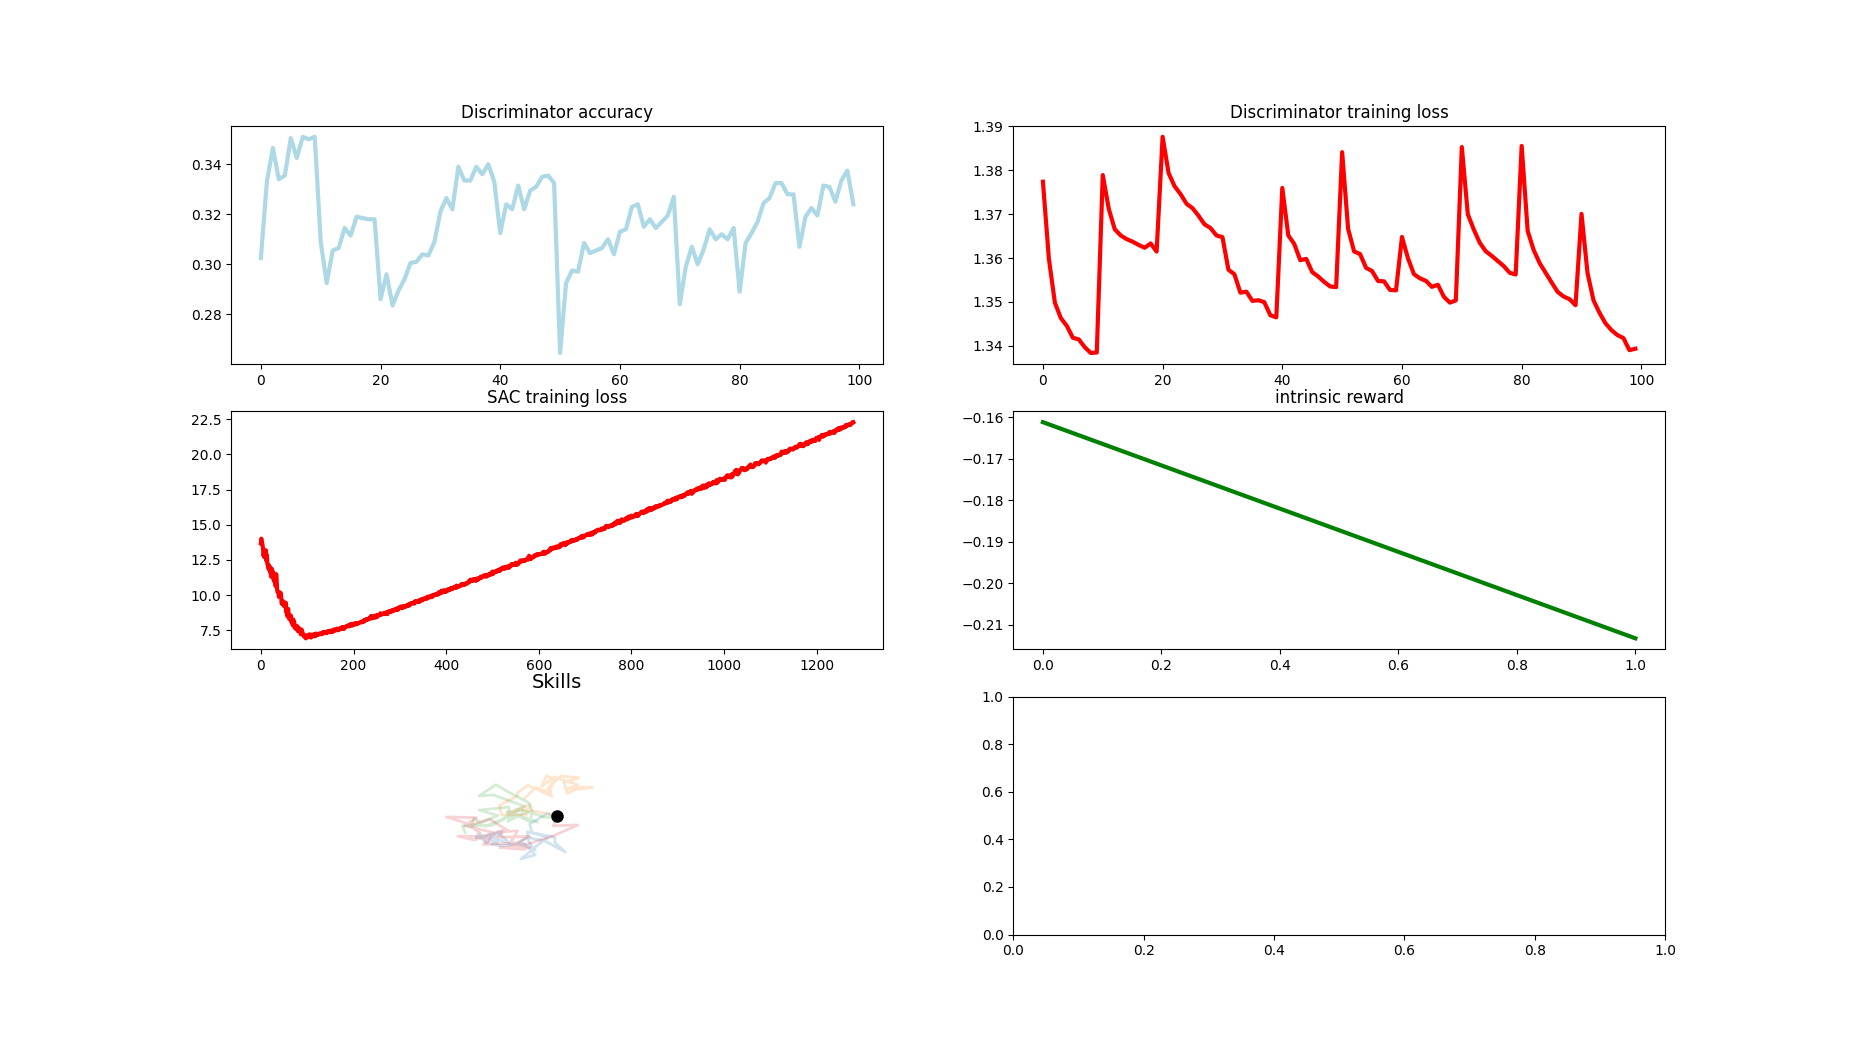 Discriminator accuracy
0.34
0.32
0.30
0.28
0 20 40 60 80 100
Discriminator training loss
1.39
1.38
1.37
1.36
1.35
1.34
0 20 40 60 80 100
SAC training loss
22.5
20.0
17.5
15.0
12.5
10.0
7.5
0 200 400 600 800 1000 1200
intrinsic reward
−0.16
−0.17
−0.18
−0.19
−0.20
−0.21
0.0 0.2 0.4 0.6 0.8 1.0
Skills
1.0
0.8
0.6
0.4
0.2
0.0
0.0 0.2 0.4 0.6 0.8 1.0